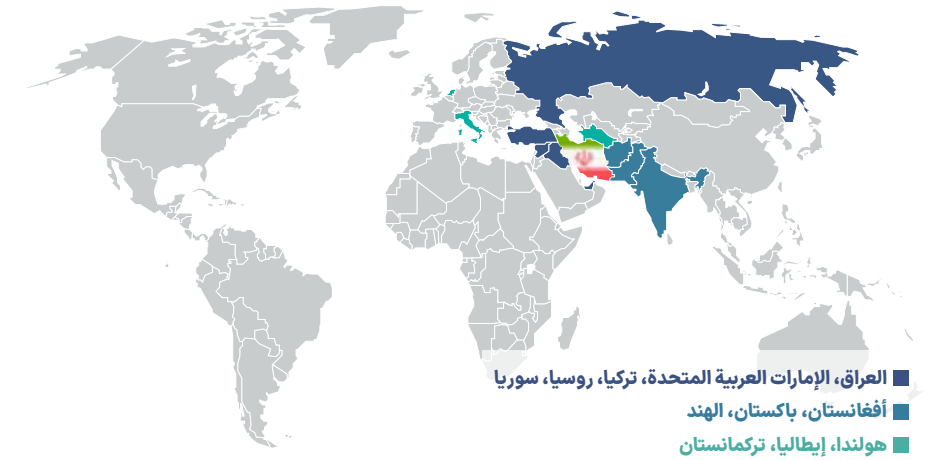 العراق، الإمارات العربية المتحدة، تركيا، روسيا، سوريا
أفغانستان، باكستان، الهند
هولندا، إيطاليا، تركمانستان